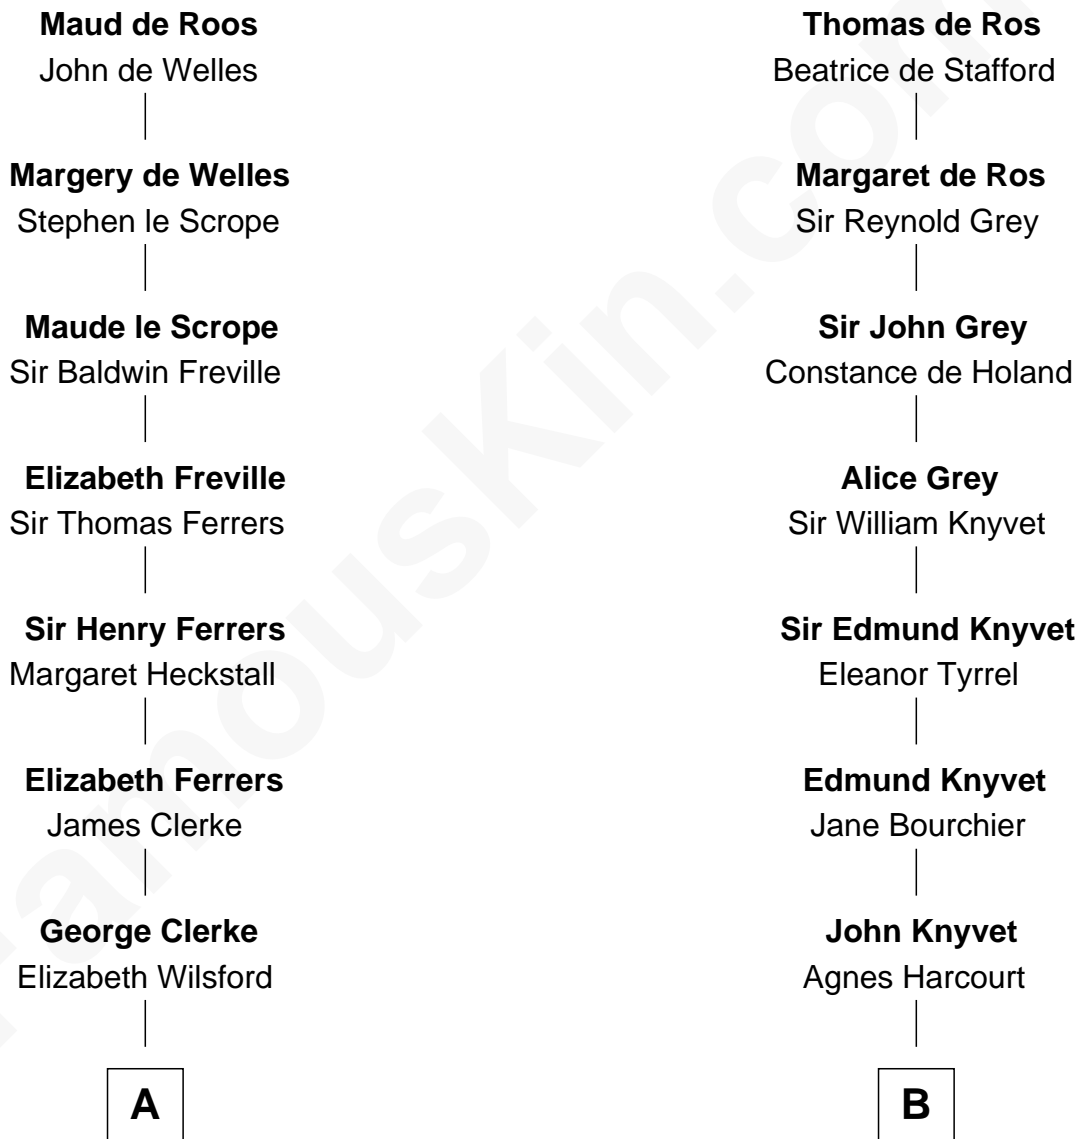 Maud de Roos
John de Welles
Margery de Welles
Stephen le Scrope
Maude le Scrope
Sir Baldwin Freville
Elizabeth Freville
Sir Thomas Ferrers
Sir Henry Ferrers
Margaret Heckstall
Elizabeth Ferrers
James Clerke
George Clerke
Elizabeth Wilsford
A
Thomas de Ros
Beatrice de Stafford
Margaret de Ros
Sir Reynold Grey
Sir John Grey
Constance de Holand
Alice Grey
Sir William Knyvet
Sir Edmund Knyvet
Eleanor Tyrrel
Edmund Knyvet
Jane Bourchier
John Knyvet
Agnes Harcourt
B
FamousKin.com